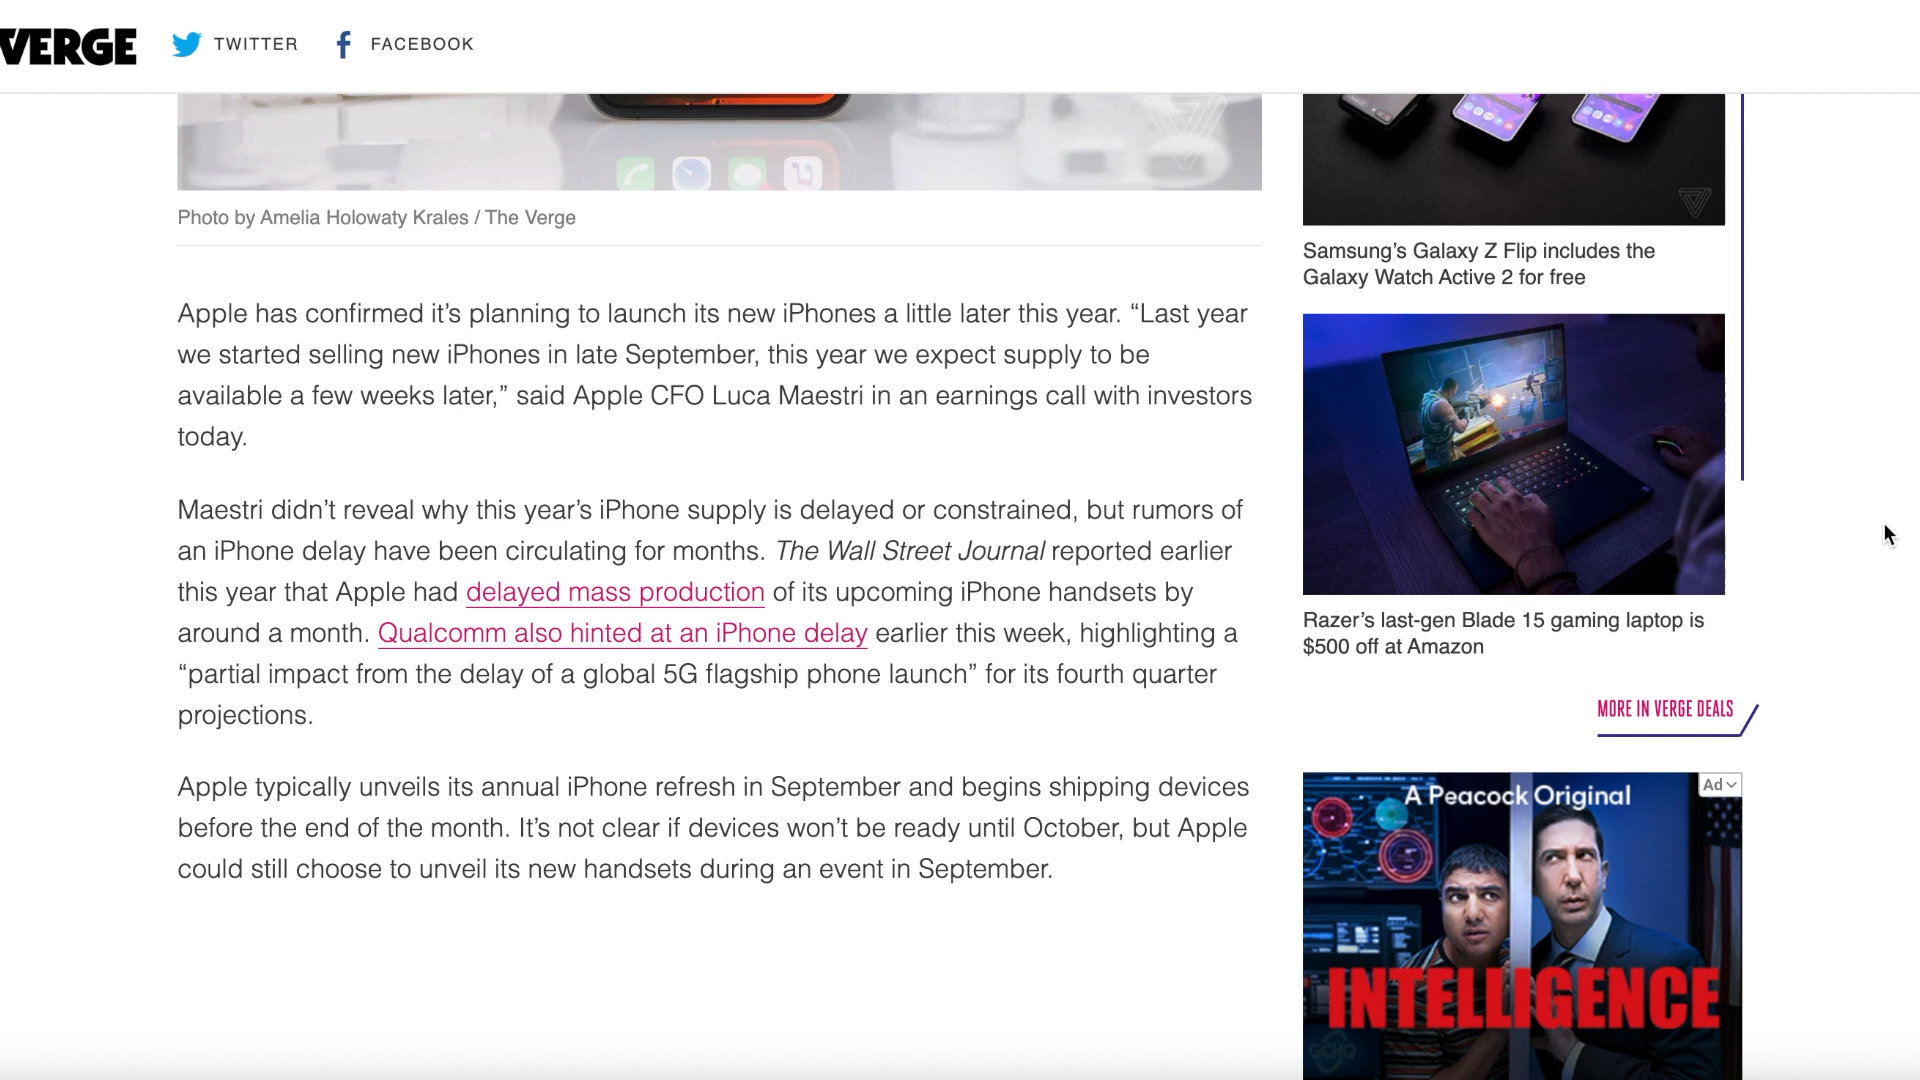 VERGE
TWITTER
FACEBOOK
Photo by Amelia Holowaty Krales / The Verge
Apple has confirmed it’s planning to launch its new iPhones a little later this year. “Last year
we started selling new iPhones in late September, this year we expect supply to be
available a few weeks later,” said Apple CFO Luca Maestri in an earnings call with investors
today.
Maestri didn’t reveal why this year’s iPhone supply is delayed or constrained, but rumors of
an iPhone delay have been circulating for months. The Wall Street Journal reported earlier
this year that Apple had delayed mass production of its upcoming iPhone handsets by
around a month. Qualcomm also hinted at an iPhone delay earlier this week, highlighting a
“partial impact from the delay of a global 5G flagship phone launch” for its fourth quarter
projections.
Apple typically unveils its annual iPhone refresh in September and begins shipping devices
before the end of the month. It’s not clear if devices won’t be ready until October, but Apple
could still choose to unveil its new handsets during an event in September.
Samsung’s Galaxy Z Flip includes the
Galaxy Watch Active 2 for free
Razer’s last-gen Blade 15 gaming laptop is
$500 off at Amazon
MORE IN VERGE DEALS
Ad
A Peacock Original
INTELLIGENCE
GCHQ